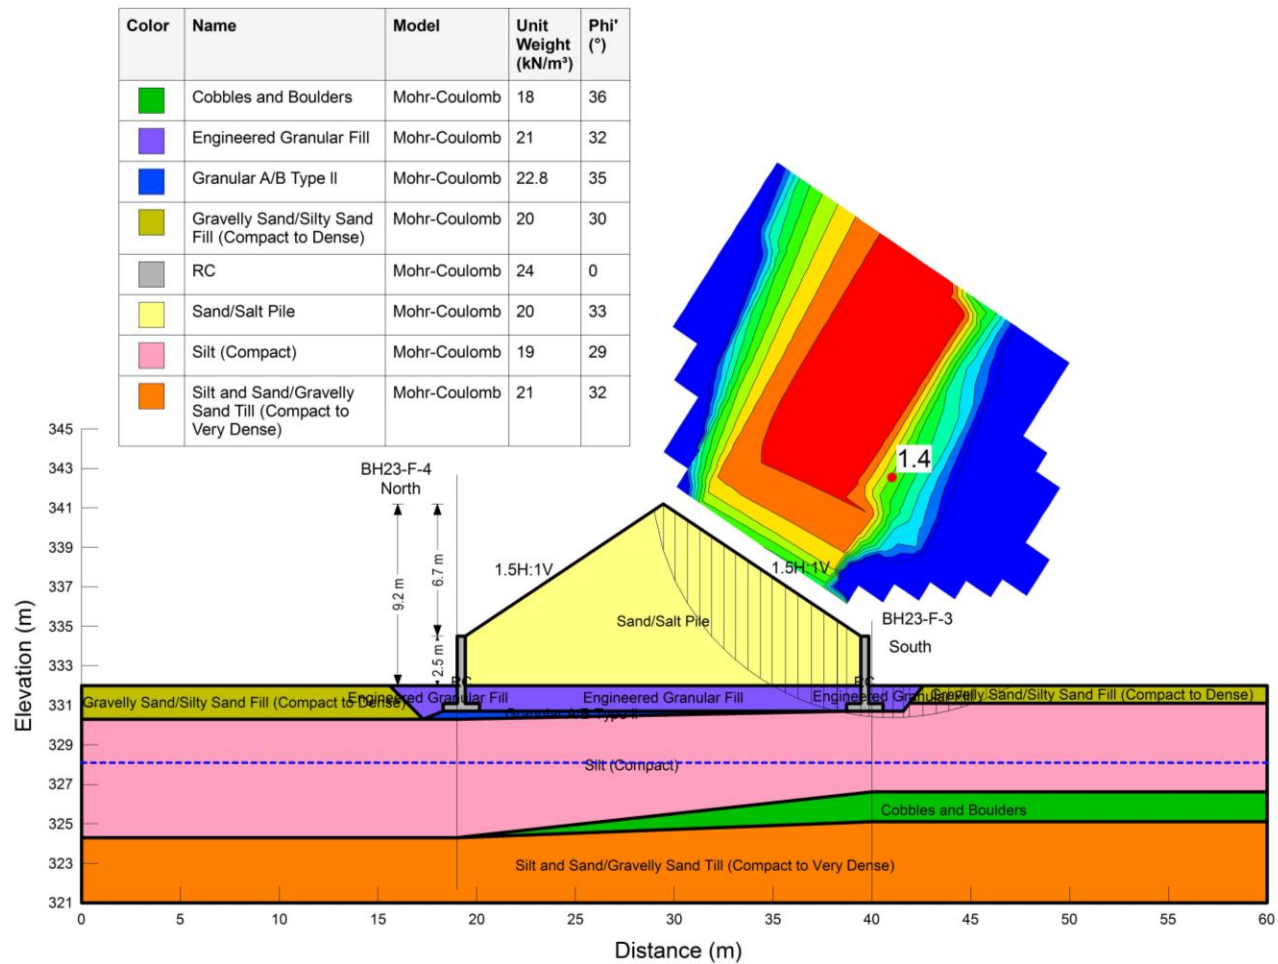 Color Name Model Unit Weight (kN/m³) Phi' (°)
Cobbles and Boulders Mohr-Coulomb 18 36
Engineered Granular Fill Mohr-Coulomb 21 32
Granular A/B Type II Mohr-Coulomb 22.8 35
Gravelly Sand/Silty Sand Fill (Compact to Dense) Mohr-Coulomb 20 30
RC Mohr-Coulomb 24 0
Sand/Salt Pile Mohr-Coulomb 20 33
Silt (Compact) Mohr-Coulomb 19 29
Silt and Sand/Gravelly Sand Till (Compact to Very Dense) Mohr-Coulomb 21 32
1.4
BH23-F-4
North
9.2 m
6.7 m
2.5 m
1.5H:1V
1.5H:1V
Sand/Salt Pile
BH23-F-3
South
RC
RC
Gravelly Sand/Silty Sand Fill (Compact to Dense)
Engineered Granular Fill
Engineered Granular Fill
Engineered Granular Fill
Gravelly Sand/Silty Sand Fill (Compact to Dense)
Granular A/B Type II
Silt (Compact)
Cobbles and Boulders
Silt and Sand/Gravelly Sand Till (Compact to Very Dense)
Elevation (m)
345
343
341
339
337
335
333
331
329
327
325
323
321
0 5 10 15 20 25 30 35 40 45 50 55 60
Distance (m)